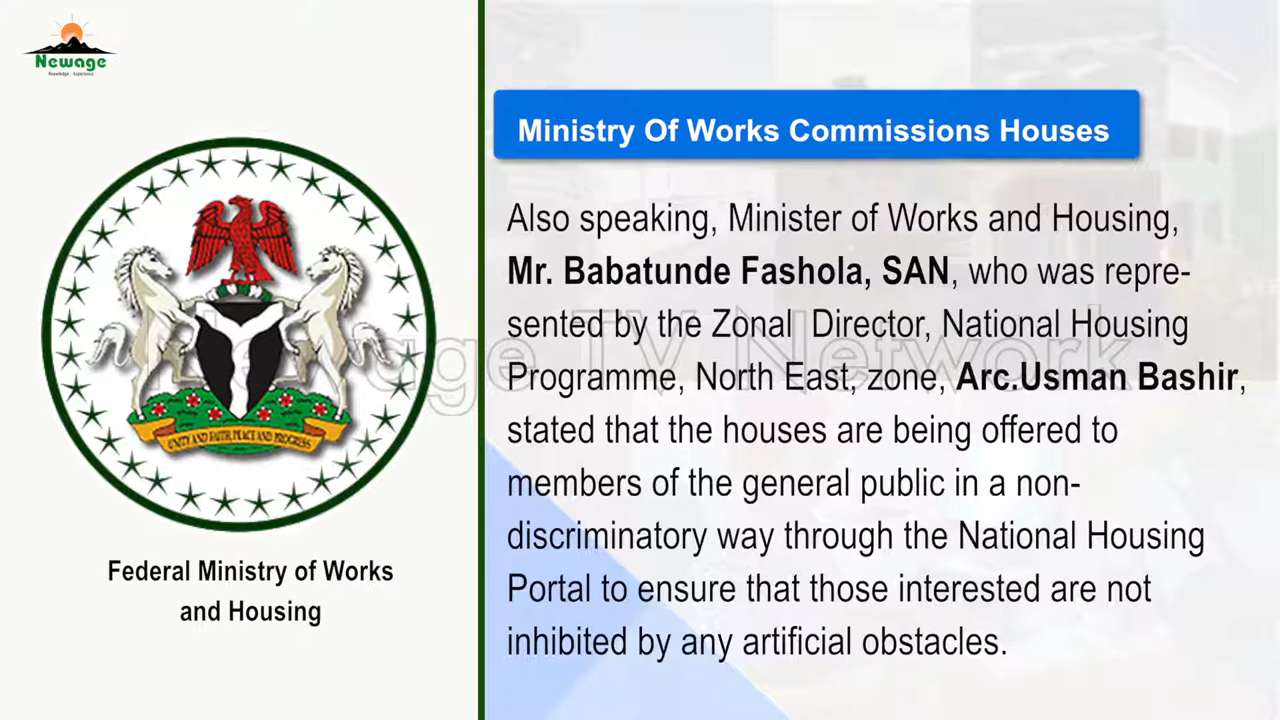 Newage
Knowledge - Experience
UNITY AND FAITH, PEACE AND PROGRESS
Federal Ministry of Works
and Housing
Ministry Of Works Commissions Houses
Also speaking, Minister of Works and Housing,
Mr. Babatunde Fashola, SAN, who was repre-
sented by the Zonal Director, National Housing
Programme, North East, zone, Arc.Usman Bashir,
stated that the houses are being offered to
members of the general public in a non-
discriminatory way through the National Housing
Portal to ensure that those interested are not
inhibited by any artificial obstacles.
Newage TV Network